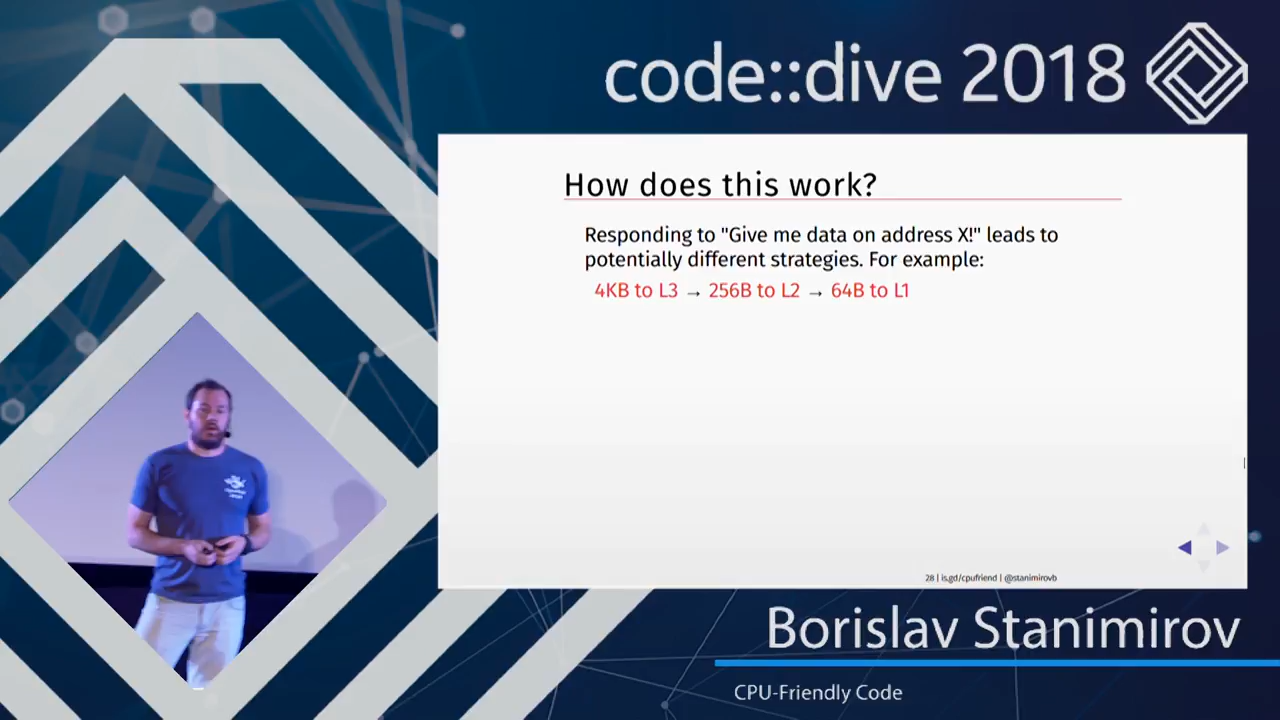 code::dive 2018
How does this work?
Responding to "Give me data on address X!" leads to
potentially different strategies. For example:
4KB to L3 → 256B to L2 → 64B to L1
28 | is.gd/cpufriend | @stanimirovb
Borislav Stanimirov
CPU-Friendly Code